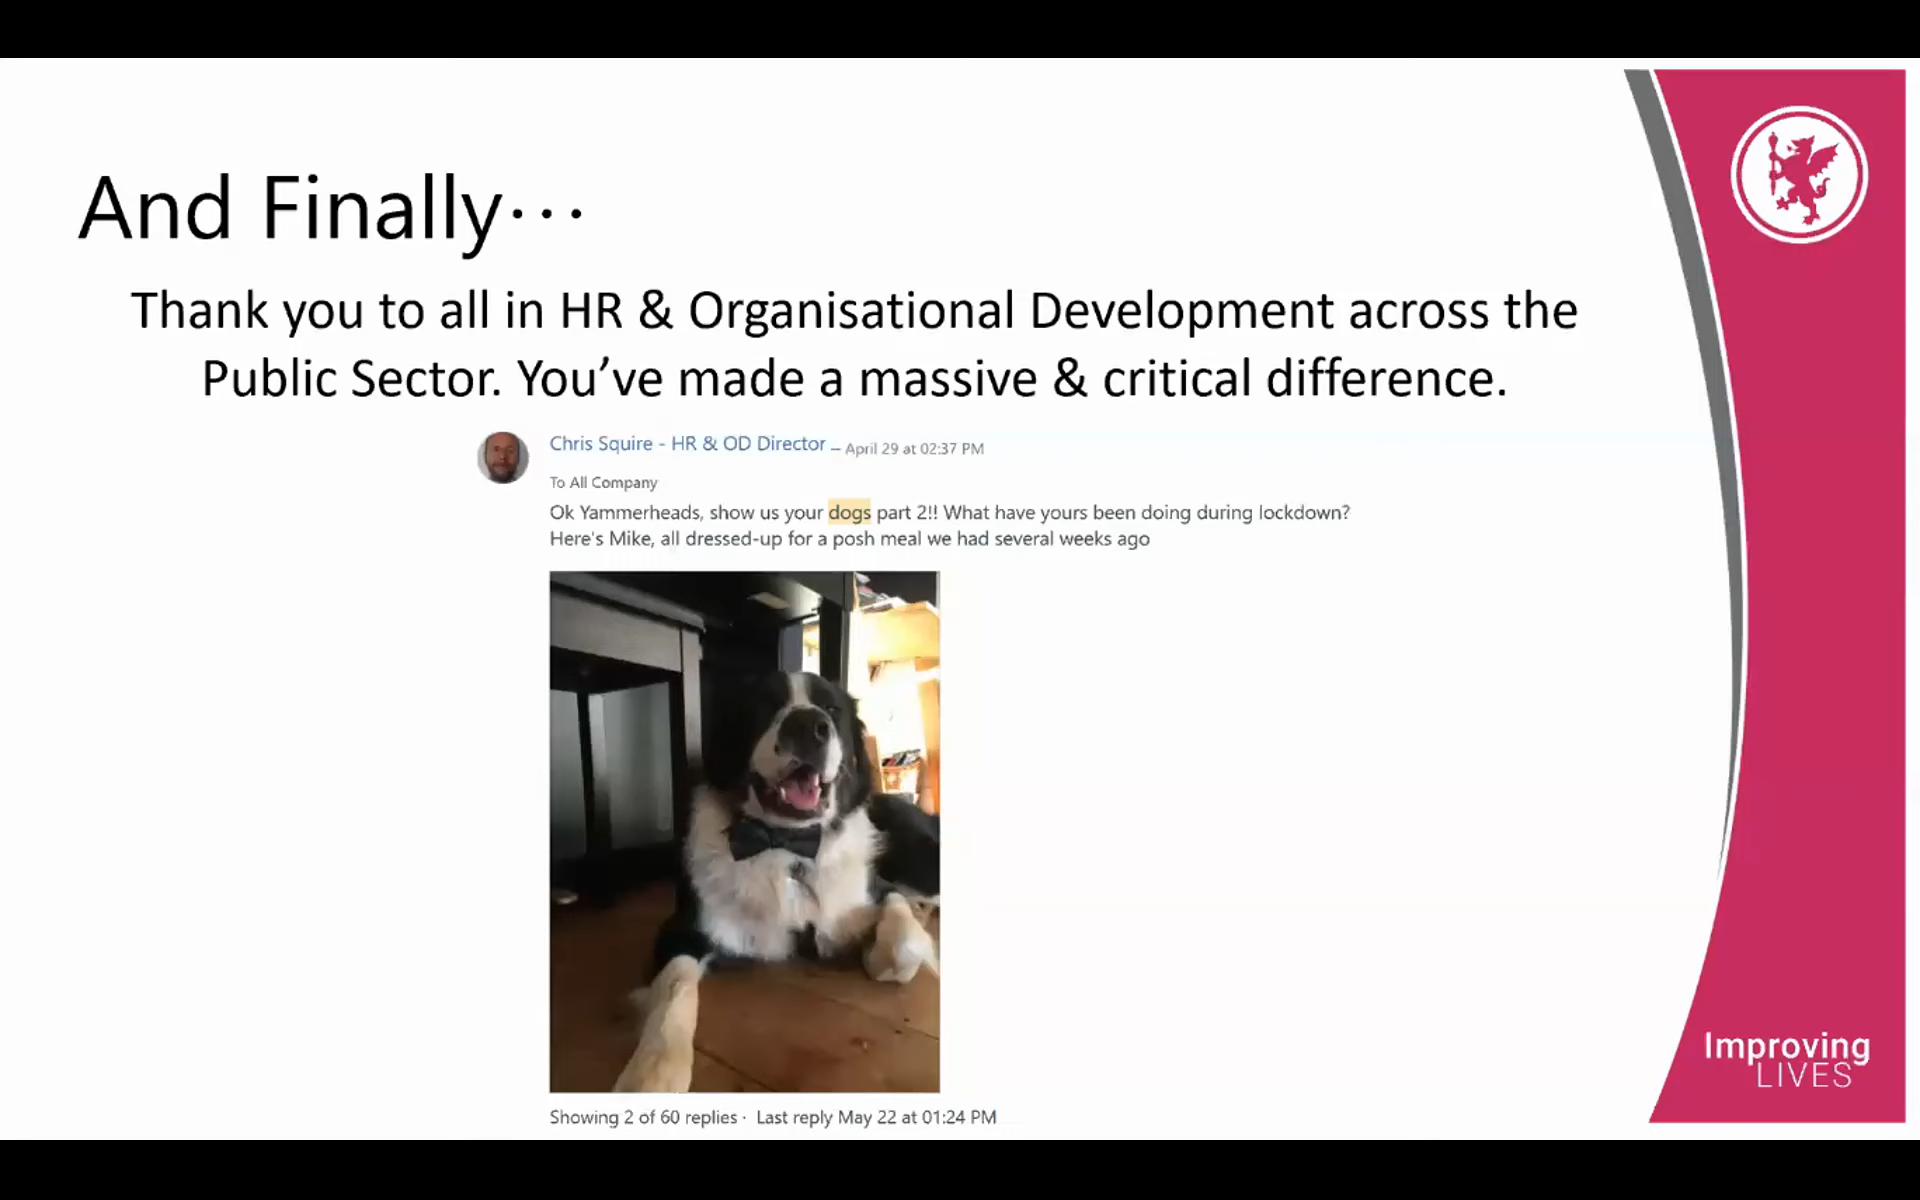 And Finally…
Thank you to all in HR & Organisational Development across the
Public Sector. You’ve made a massive & critical difference.
Chris Squire - HR & OD Director – April 29 at 02:37 PM
To All Company
Ok Yammerheads, show us your dogs part 2!! What have yours been doing during lockdown?
Here's Mike, all dressed-up for a posh meal we had several weeks ago
Showing 2 of 60 replies · Last reply May 22 at 01:24 PM
Improving
LIVES